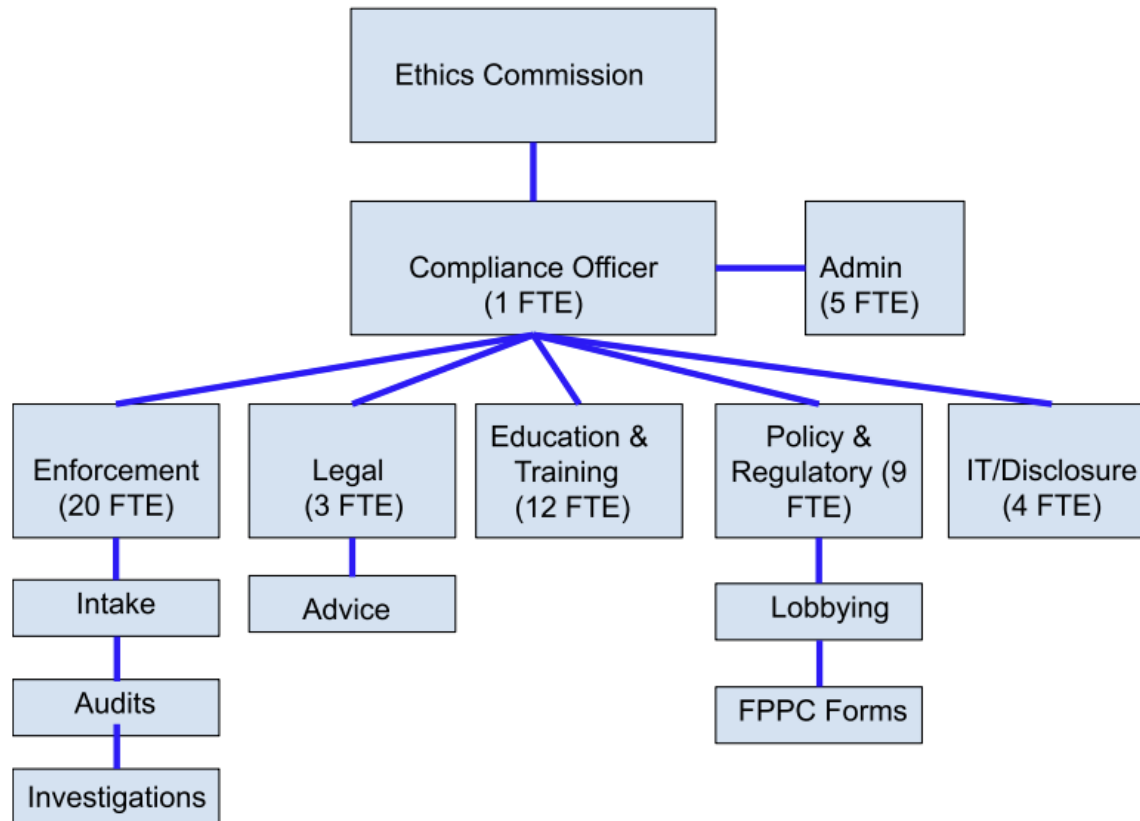 Ethics Commission
Compliance Officer
(1 FTE)
Admin
(5 FTE)
Enforcement
(20 FTE)
Legal
(3 FTE)
Education &
Training
(12 FTE)
Policy &
Regulatory (9
FTE)
IT/Disclosure
(4 FTE)
Intake
Advice
Lobbying
Audits
FPPC Forms
Investigations